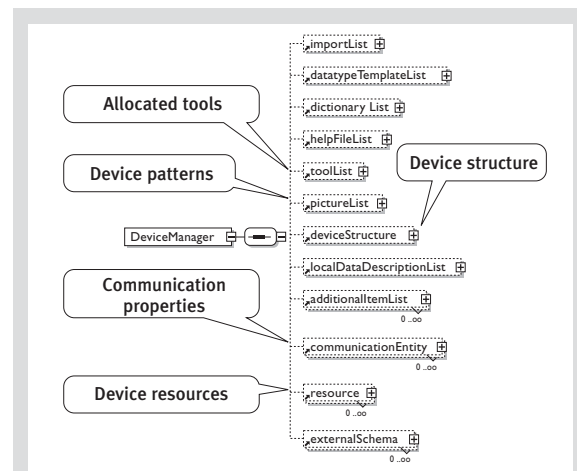 importList
datatypeTemplateList
Allocated tools
dictionary List
helpFileList
Device structure
toolList
Device patterns
pictureList
DeviceManager
deviceStructure
localDataDescriptionList
Communication
properties
additionalItemList
0 ..oo
communicationEntity
0 ..oo
Device resources
resource
0 ..oo
externalSchema
0 ..oo